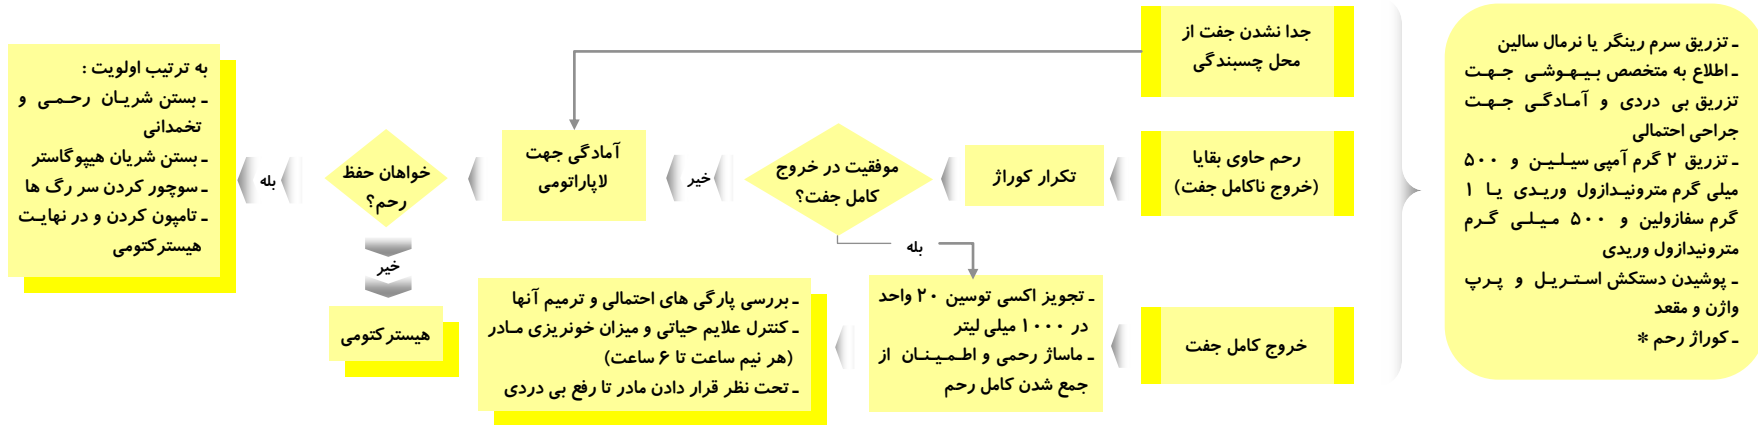 ـ تزریق سرم رینگر یا نرمال سالین
ـ اطلاع به متخصص بیهوشی جهت
تزریق بی دردی و آمادگی جهت
جراحی احتمالی
ـ تزریق ۲ گرم آمپی سیلین و ۵۰۰
میلی گرم مترونیدازول وریدی یا ۱
گرم سفازولین و ۵۰۰ میلی گرم
مترونیدازول وریدی
ـ پوشیدن دستکش استریل و پرپ
واژن و مقعد
ـ کوراژ رحم *
جدا نشدن جفت از
محل چسبندگی
رحم حاوی بقایا
(خروج ناکامل جفت)
خروج کامل جفت
تکرار کوراژ
موفقیت در خروج
کامل جفت؟
خیر
بله
آمادگی جهت
لاپاراتومی
خواهان حفظ
رحم؟
بله
خیر
هیسترکتومی
به ترتیب اولویت :
ـ بستن شریان رحمی و
تخمدانی
ـ بستن شریان هیپوگاستر
ـ سوچور کردن سر رگ ها
ـ تامپون کردن و در نهایت
هیسترکتومی
ـ تجویز اکسی توسین ۲۰ واحد
در ۱۰۰۰ میلی لیتر
ـ ماساژ رحمی و اطمینان از
جمع شدن کامل رحم
ـ بررسی پارگی های احتمالی و ترمیم آنها
ـ کنترل علایم حیاتی و میزان خونریزی مادر
(هر نیم ساعت تا ۶ ساعت)
ـ تحت نظر قرار دادن مادر تا رفع بی دردی